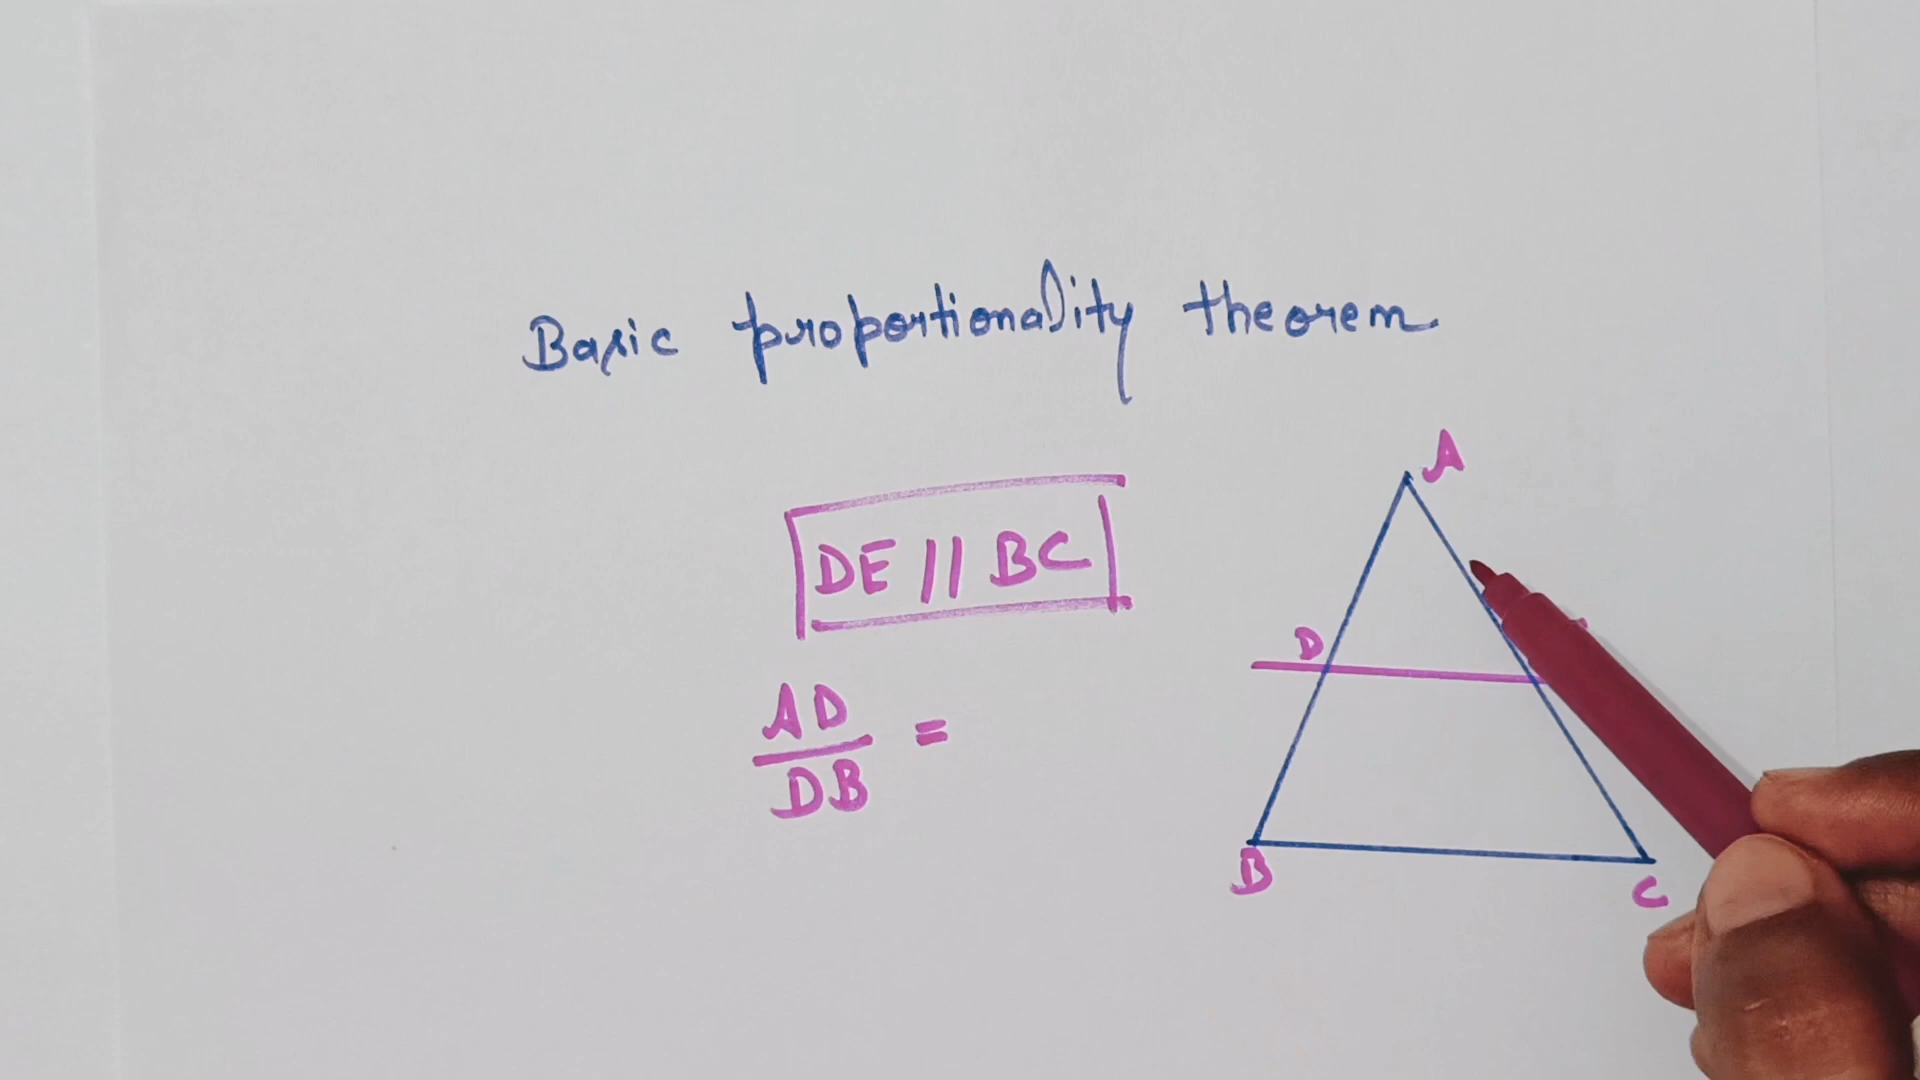 Basic proportionality theorem
A
DE // BC
D
AD
DB
=
B
C